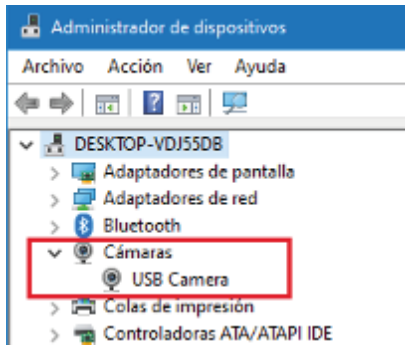 Administrador de dispositivos
Archivo Acción Ver Ayuda
DESKTOP-VDJ55DB
Adaptadores de pantalla
Adaptadores de red
Bluetooth
Cámaras
USB Camera
Colas de impresión
Controladoras ATA/ATAPI IDE